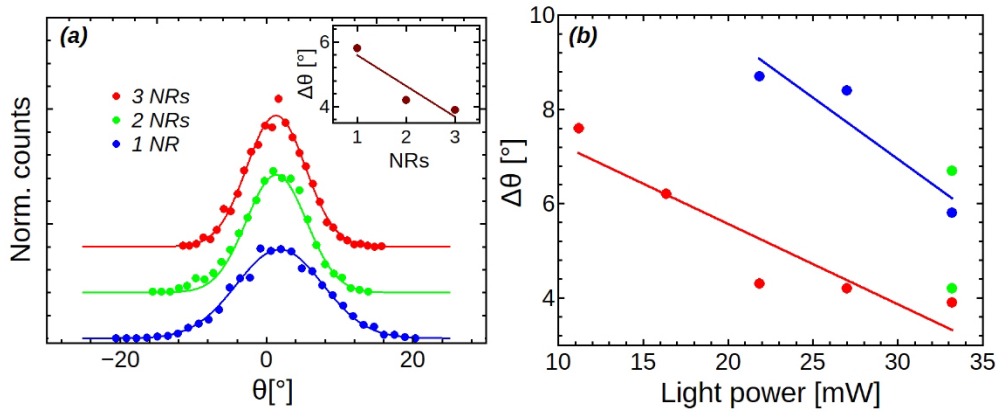 (a)
3 NRs
2 NRs
1 NR
Norm. counts
θ[°]
−20
0
20
Δθ [°]
6
4
1
2
3
NRs
(b)
Δθ [°]
10
8
6
4
10
15
20
25
30
35
Light power [mW]